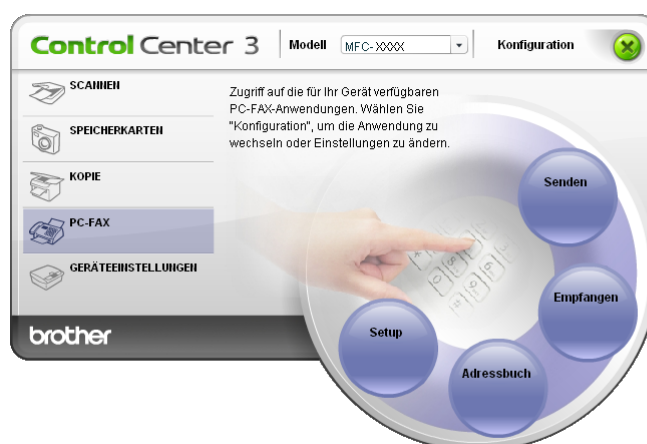 Control Center 3
Modell
MFC-XXXX
Konfiguration
SCANNEN
SPEICHERKARTEN
KOPIE
PC-FAX
GERÄTEEINSTELLUNGEN
Zugriff auf die für Ihr Gerät verfügbaren
PC-FAX-Anwendungen. Wählen Sie
"Konfiguration", um die Anwendung zu
wechseln oder Einstellungen zu ändern.
Senden
Empfangen
Adressbuch
Setup
brother